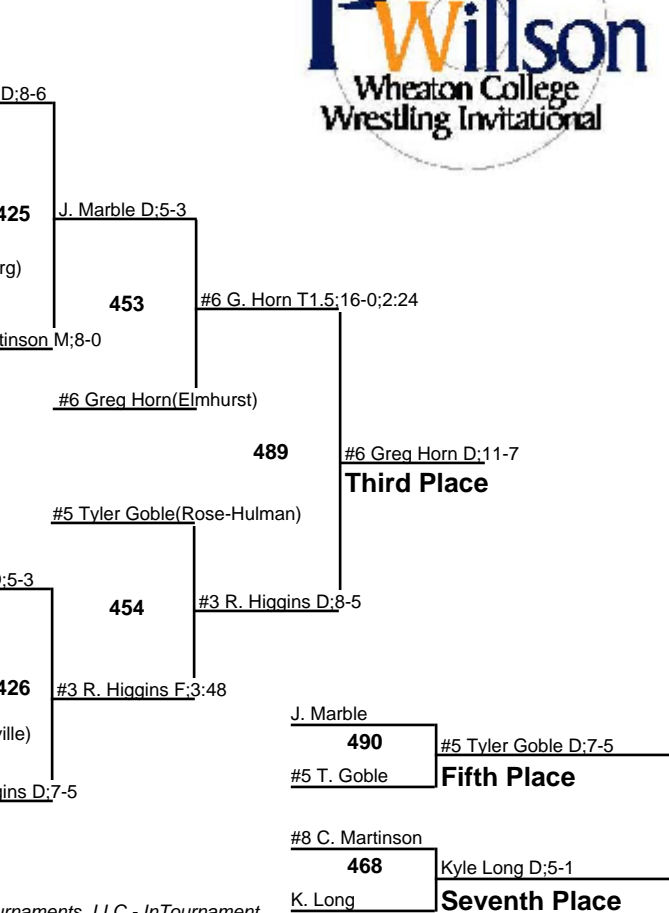 Willson
Wheaton College
Wrestling Invitational
D;8-6
425
J. Marble D;5-3
rg)
453
#6 G. Horn T1.5;16-0;2:24
tinson M;8-0
#6 Greg Horn(Elmhurst)
489
#6 Greg Horn D;11-7
Third Place
#5 Tyler Goble(Rose-Hulman)
;5-3
454
#3 R. Higgins D;8-5
426
#3 R. Higgins F;3:48
ville)
J. Marble
490
#5 Tyler Goble D;7-5
#5 T. Goble
Fifth Place
gins D;7-5
#8 C. Martinson
468
Kyle Long D;5-1
K. Long
Seventh Place
urnaments, LLC - InTournament